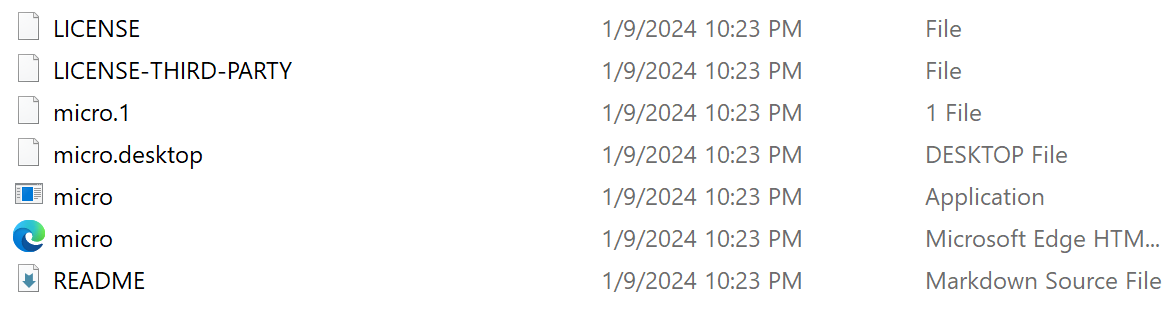 LICENSE 1/9/2024 10:23 PM File
LICENSE-THIRD-PARTY 1/9/2024 10:23 PM File
micro.1 1/9/2024 10:23 PM 1 File
micro.desktop 1/9/2024 10:23 PM DESKTOP File
micro 1/9/2024 10:23 PM Application
micro 1/9/2024 10:23 PM Microsoft Edge HTM...
README 1/9/2024 10:23 PM Markdown Source File